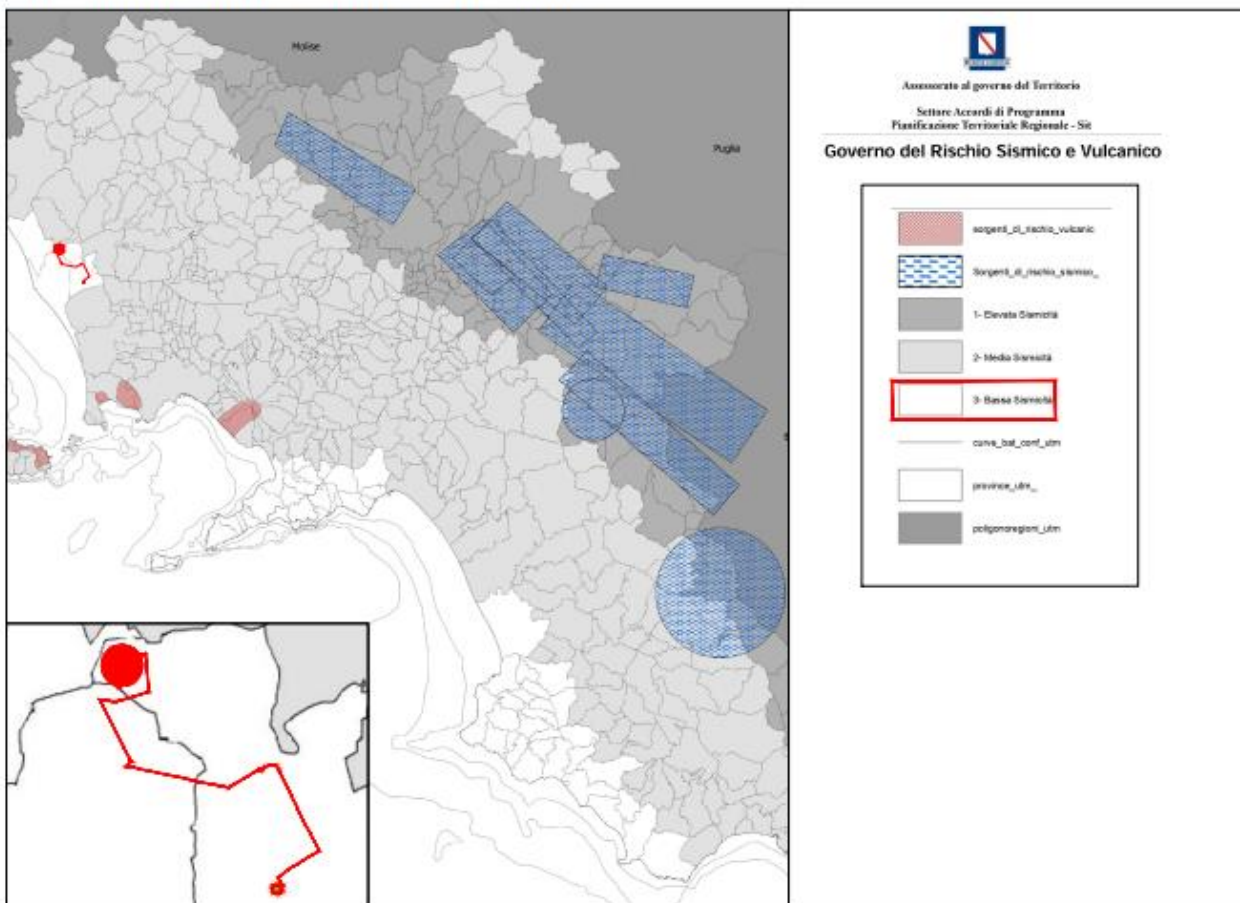 Molise
Puglia
Assessorato al governo del Territorio
Settore Accordi di Programma
Pianificazione Territoriale Regionale - Sit
Governo del Rischio Sismico e Vulcanico
sorgenti_di_rischio_vulcanic
Sorgenti_di_rischio_sismico_
1- Elevata Sismicità
2- Media Sismicità
3- Bassa Sismicità
curve_bat_conf_utm
province_utm_
poligonoregioni_utm